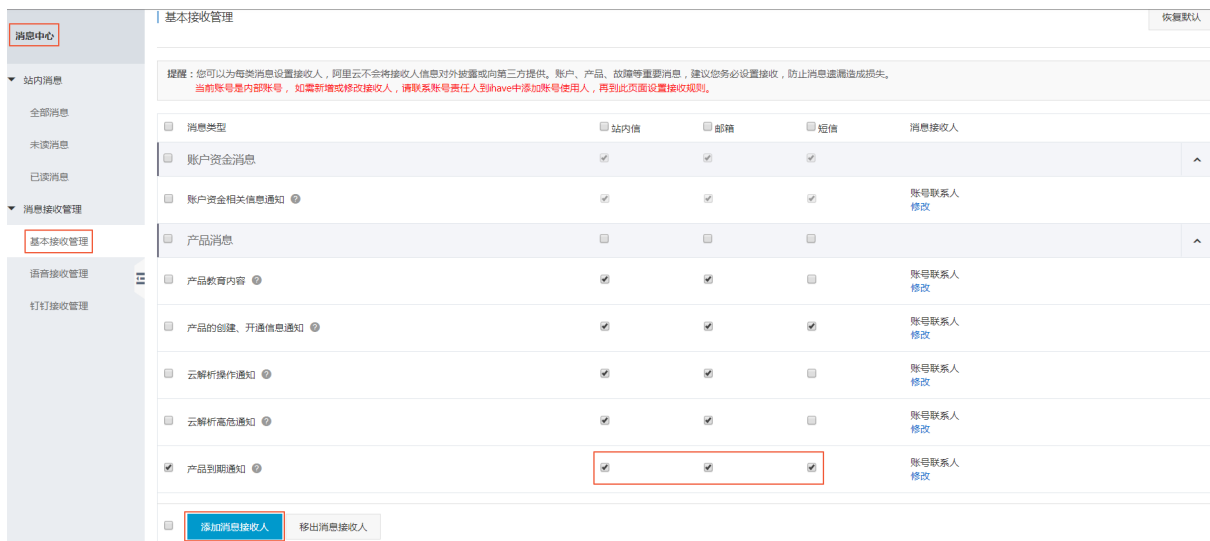 基本接收管理
恢复默认
消息中心
提醒：您可以为每类消息设置接收人，阿里云不会将接收人信息对外披露或向第三方提供。账户、产品、故障等重要消息，建议您务必设置接收，防止消息遗漏造成损失。
当前账号是内部账号， 如需新增或修改接收人，请联系账号责任人到ihave中添加账号使用人，再到此页面设置接收规则。
站内消息
全部消息
未读消息
已读消息
消息接收管理
基本接收管理
语音接收管理
钉钉接收管理
消息类型 站内信 邮箱 短信 消息接收人
账户资金消息
账户资金相关信息通知 账号联系人
修改
产品消息
产品教育内容 账号联系人
修改
产品的创建、开通信息通知 账号联系人
修改
云解析操作通知 账号联系人
修改
云解析高危通知 账号联系人
修改
产品到期通知 账号联系人
修改
添加消息接收人 移出消息接收人